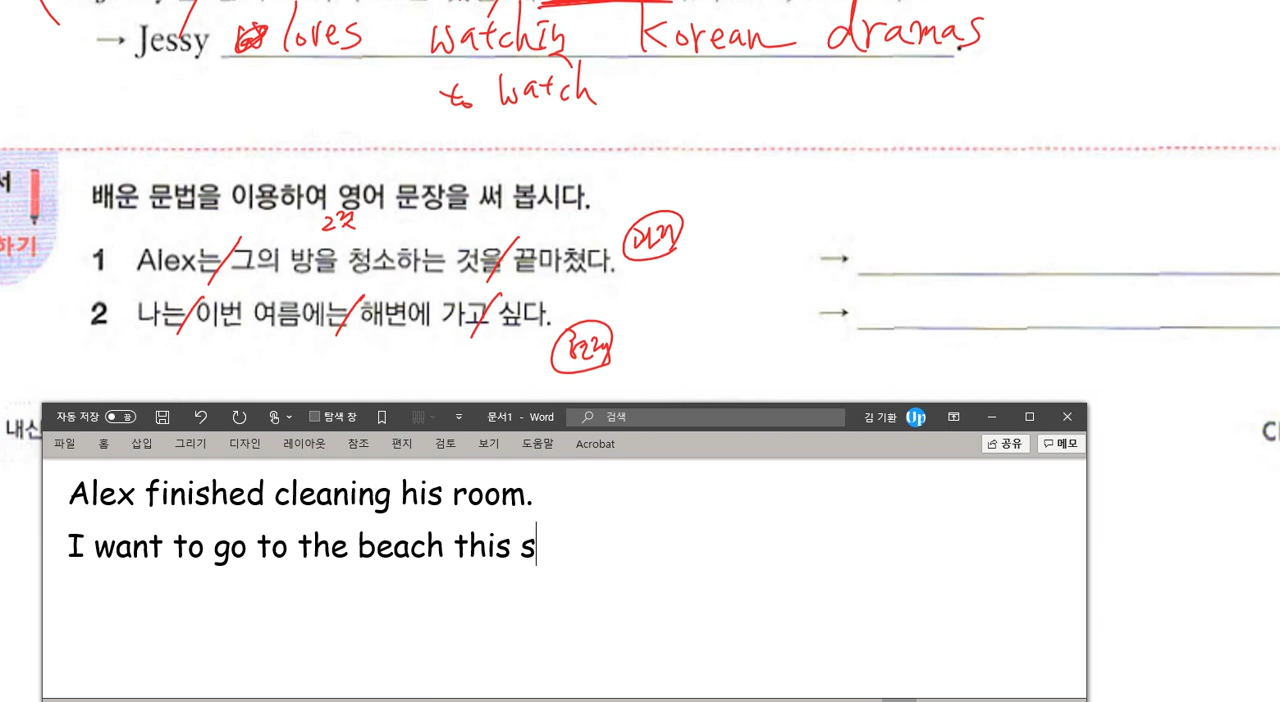 → Jessy loves watching Korean dramas.
to watch
배운 문법을 이용하여 영어 문장을 써 봅시다.
하기
1 Alex는 / 그의 방을 청소하는 것을 / 끝마쳤다. 과거 →
2 나는 / 이번 여름에는 / 해변에 가고 / 싶다. →
내신
자동 저장 끔 탐색 창 문서1 - Word 검색 김 기환
파일 홈 삽입 그리기 디자인 레이아웃 참조 편지 검토 보기 도움말 Acrobat 공유 메모
Alex finished cleaning his room.
I want to go to the beach this s